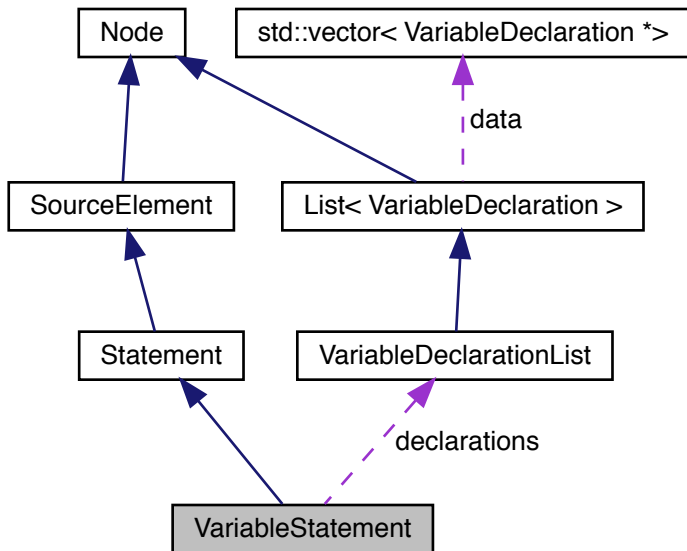 Node
std::vector< VariableDeclaration *>
data
SourceElement
List< VariableDeclaration >
Statement
VariableDeclarationList
declarations
VariableStatement